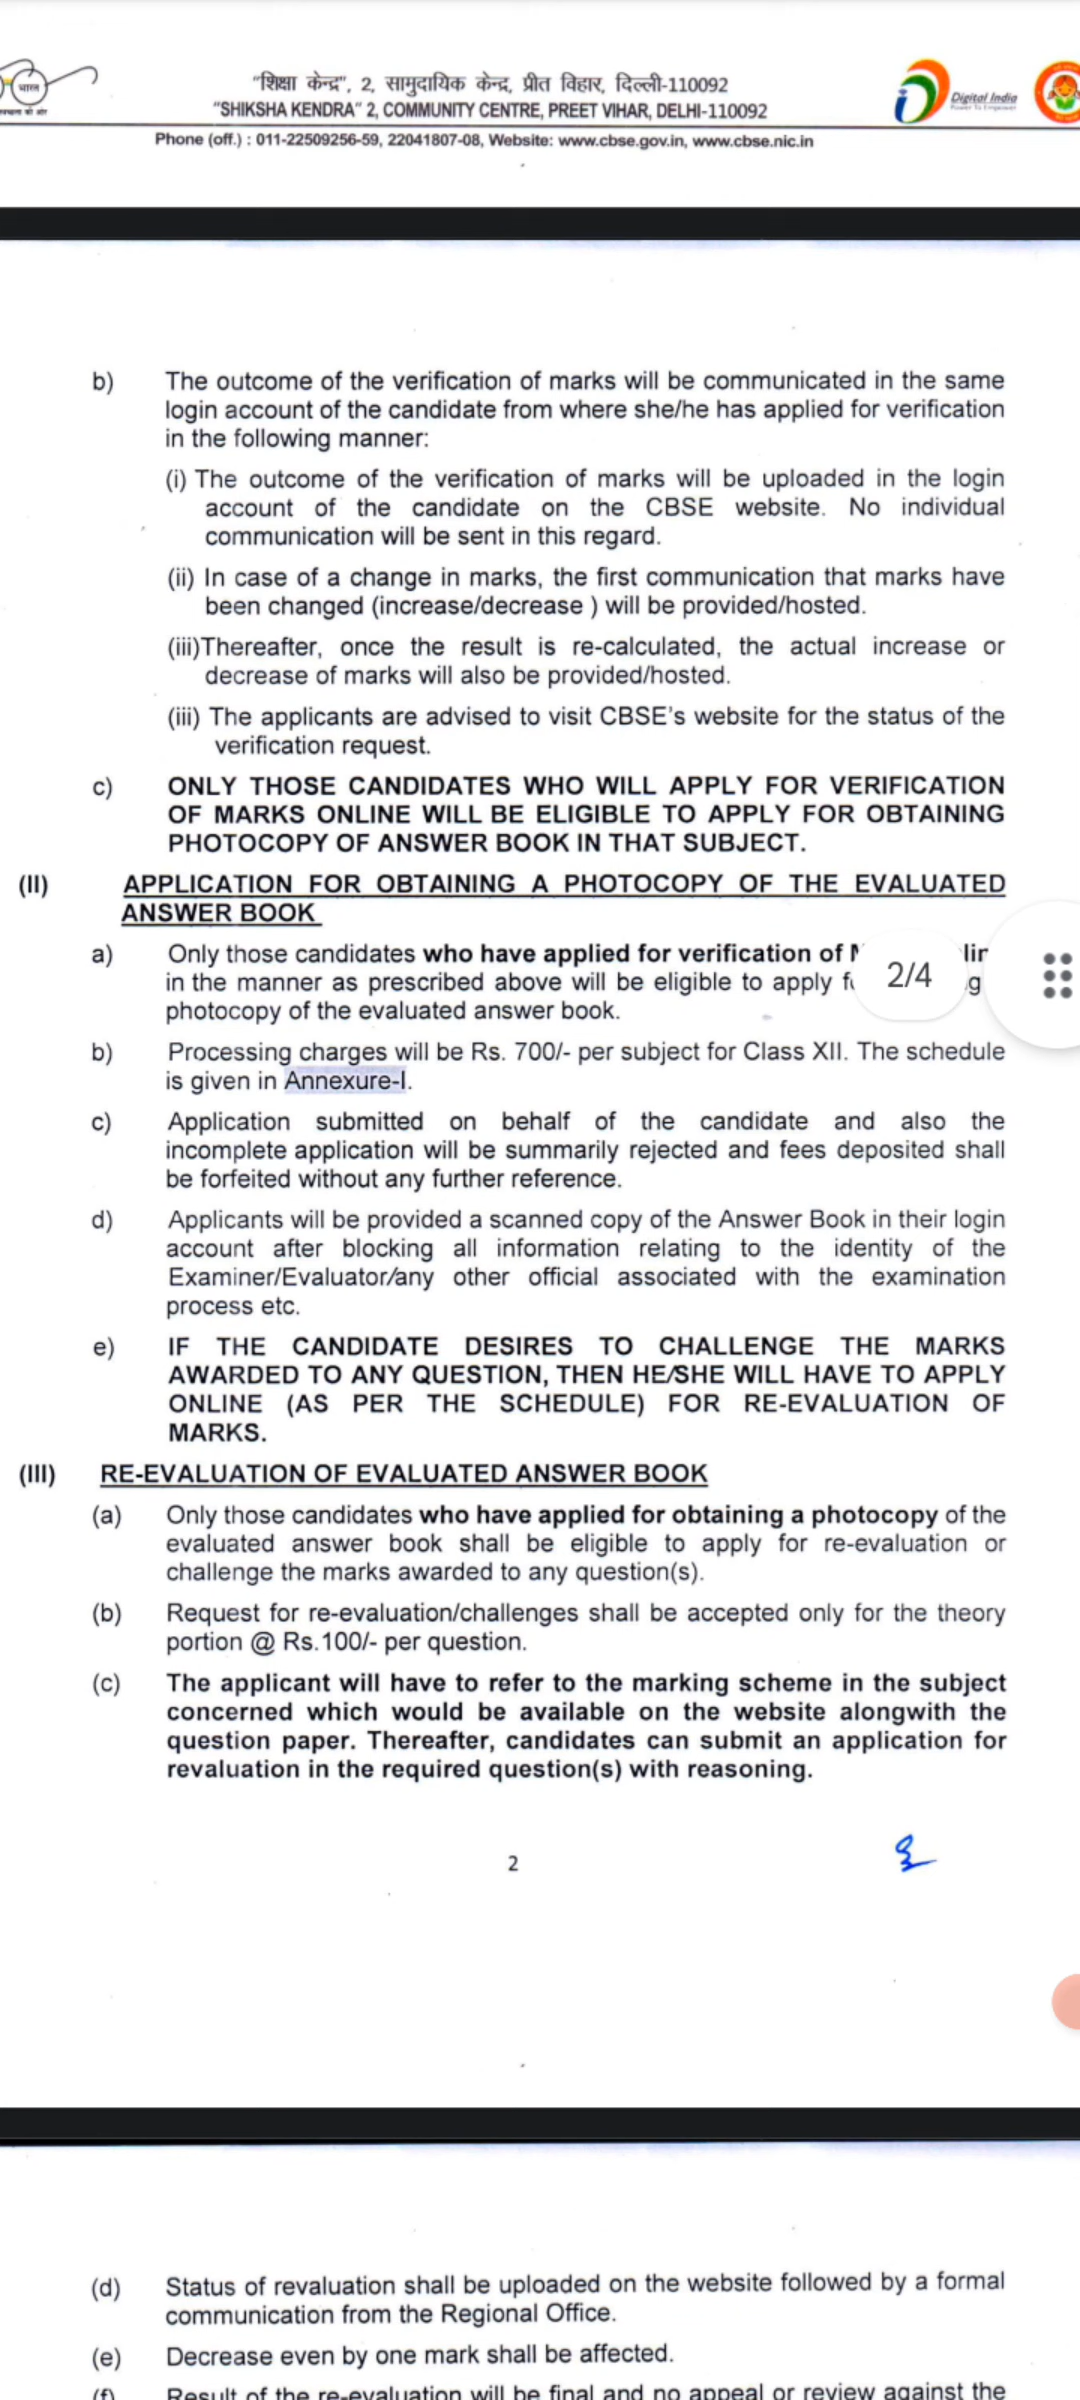 भारत
"शिक्षा केन्द्र", 2, सामुदायिक केन्द्र, प्रीत विहार, दिल्ली-110092
"SHIKSHA KENDRA" 2, COMMUNITY CENTRE, PREET VIHAR, DELHI-110092
Digital India
Power To Empower
Phone (off.) : 011-22509256-59, 22041807-08, Website: www.cbse.gov.in, www.cbse.nic.in
b) The outcome of the verification of marks will be communicated in the same
login account of the candidate from where she/he has applied for verification
in the following manner:
(i) The outcome of the verification of marks will be uploaded in the login
account of the candidate on the CBSE website. No individual
communication will be sent in this regard.
(ii) In case of a change in marks, the first communication that marks have
been changed (increase/decrease ) will be provided/hosted.
(iii)Thereafter, once the result is re-calculated, the actual increase or
decrease of marks will also be provided/hosted.
(iii) The applicants are advised to visit CBSE's website for the status of the
verification request.
c) ONLY THOSE CANDIDATES WHO WILL APPLY FOR VERIFICATION
OF MARKS ONLINE WILL BE ELIGIBLE TO APPLY FOR OBTAINING
PHOTOCOPY OF ANSWER BOOK IN THAT SUBJECT.
(II) APPLICATION FOR OBTAINING A PHOTOCOPY OF THE EVALUATED
ANSWER BOOK
a) Only those candidates who have applied for verification of
in the manner as prescribed above will be eligible to apply
2/4
photocopy of the evaluated answer book.
b) Processing charges will be Rs. 700/- per subject for Class XII. The schedule
is given in Annexure-I.
c) Application submitted on behalf of the candidate and also the
incomplete application will be summarily rejected and fees deposited shall
be forfeited without any further reference.
d) Applicants will be provided a scanned copy of the Answer Book in their login
account after blocking all information relating to the identity of the
Examiner/Evaluator/any other official associated with the examination
process etc.
e) IF THE CANDIDATE DESIRES TO CHALLENGE THE MARKS
AWARDED TO ANY QUESTION, THEN HE/SHE WILL HAVE TO APPLY
ONLINE (AS PER THE SCHEDULE) FOR RE-EVALUATION OF
MARKS.
(III) RE-EVALUATION OF EVALUATED ANSWER BOOK
(a) Only those candidates who have applied for obtaining a photocopy of the
evaluated answer book shall be eligible to apply for re-evaluation or
challenge the marks awarded to any question(s).
(b) Request for re-evaluation/challenges shall be accepted only for the theory
portion @ Rs.100/- per question.
(c) The applicant will have to refer to the marking scheme in the subject
concerned which would be available on the website alongwith the
question paper. Thereafter, candidates can submit an application for
revaluation in the required question(s) with reasoning.
2
(d) Status of revaluation shall be uploaded on the website followed by a formal
communication from the Regional Office.
(e) Decrease even by one mark shall be affected.
(f) Result of the re-evaluation will be final and no appeal or review against the